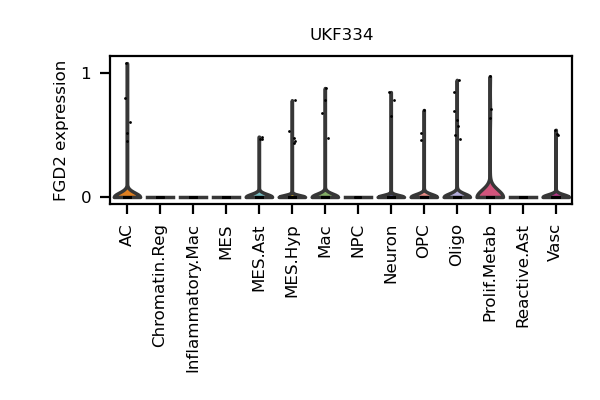 UKF334
FGD2 expression
1
0
AC
Chromatin.Reg
Inflammatory.Mac
MES
MES.Ast
MES.Hyp
Mac
NPC
Neuron
OPC
Oligo
Prolif.Metab
Reactive.Ast
Vasc